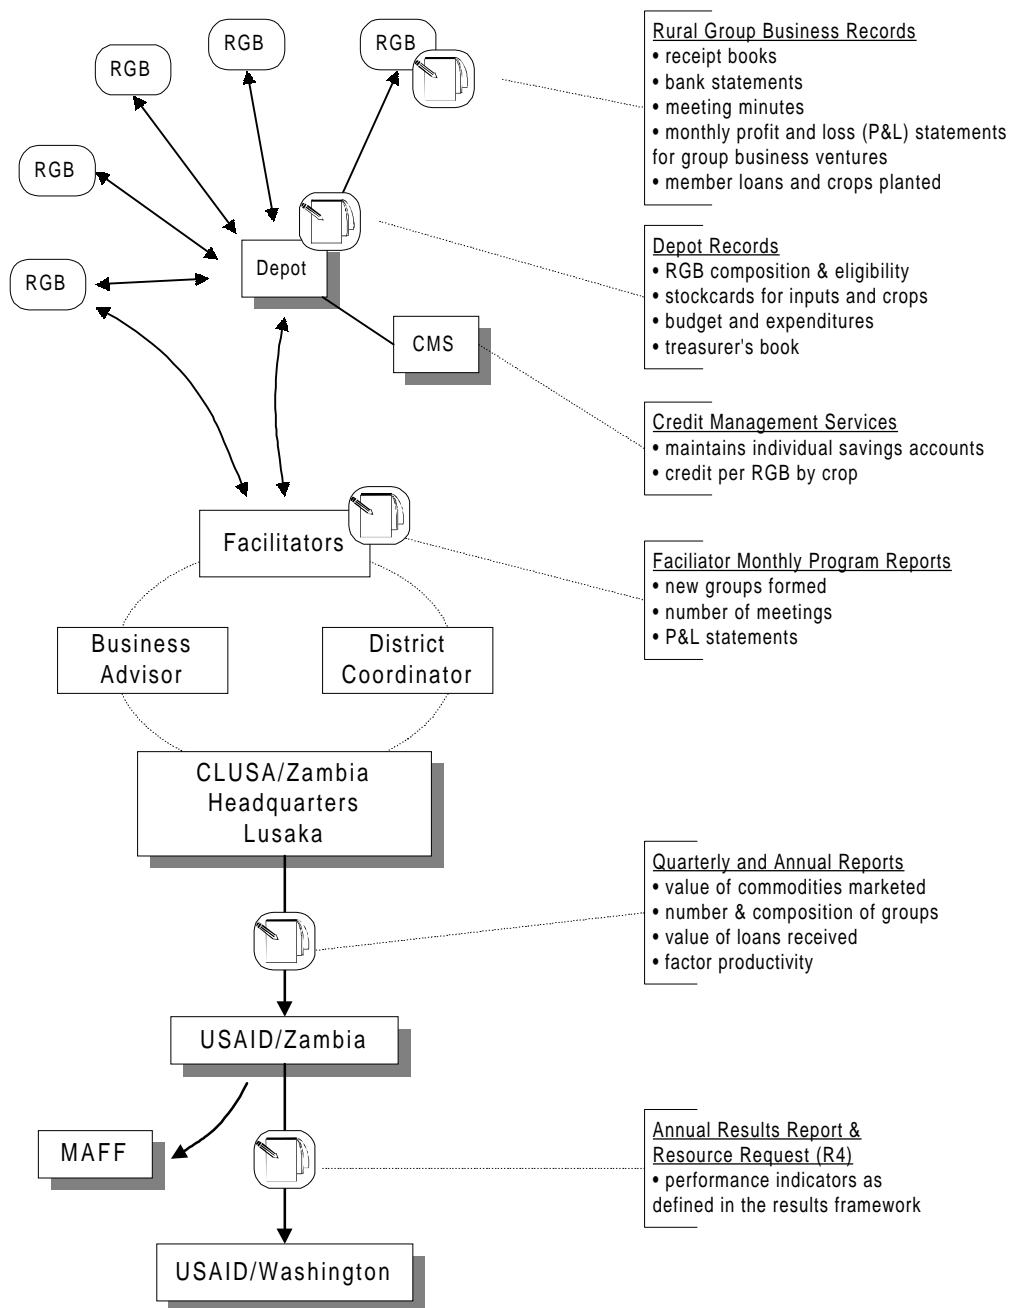 RGB
RGB
RGB
RGB
RGB
Depot
CMS
Facilitators
Business
Advisor
District
Coordinator
CLUSA/Zambia
Headquarters
Lusaka
USAID/Zambia
MAFF
USAID/Washington
Rural Group Business Records
• receipt books
• bank statements
• meeting minutes
• monthly profit and loss (P&L) statements
for group business ventures
• member loans and crops planted
Depot Records
• RGB composition & eligibility
• stockcards for inputs and crops
• budget and expenditures
• treasurer's book
Credit Management Services
• maintains individual savings accounts
• credit per RGB by crop
Faciliator Monthly Program Reports
• new groups formed
• number of meetings
• P&L statements
Quarterly and Annual Reports
• value of commodities marketed
• number & composition of groups
• value of loans received
• factor productivity
Annual Results Report &
Resource Request (R4)
• performance indicators as
defined in the results framework